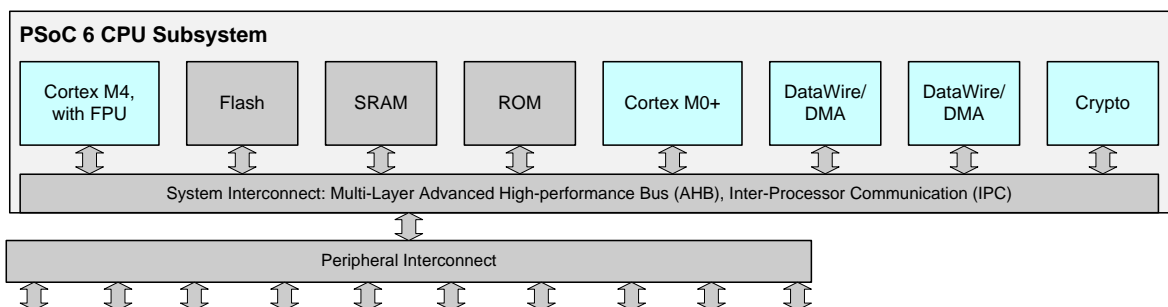 PSoC 6 CPU Subsystem
Cortex M4,
with FPU
Flash
SRAM
ROM
Cortex M0+
DataWire/
DMA
DataWire/
DMA
Crypto
System Interconnect: Multi-Layer Advanced High-performance Bus (AHB), Inter-Processor Communication (IPC)
Peripheral Interconnect